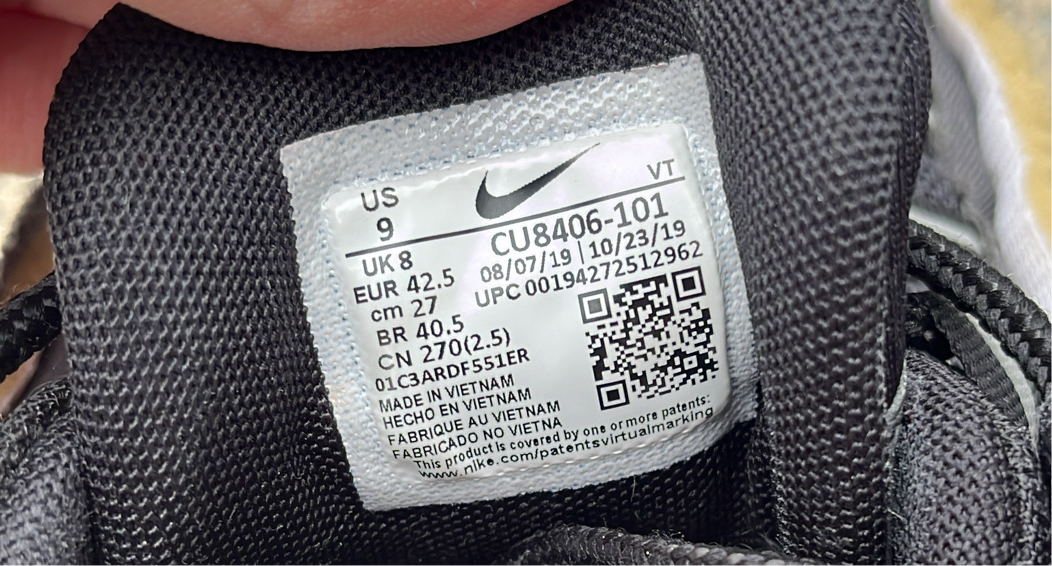 US
9
VT
UK 8
CU8406-101
EUR 42.5
08/07/19 | 10/23/19
cm 27
UPC 00194272512962
BR 40.5
CN 270(2.5)
01C3ARDF551ER
MADE IN VIETNAM
HECHO EN VIETNAM
FABRIQUE AU VIETNAM
FABRICADO NO VIETNA
This product is covered by one or more patents:
www.nike.com/patentsvirtualmarking